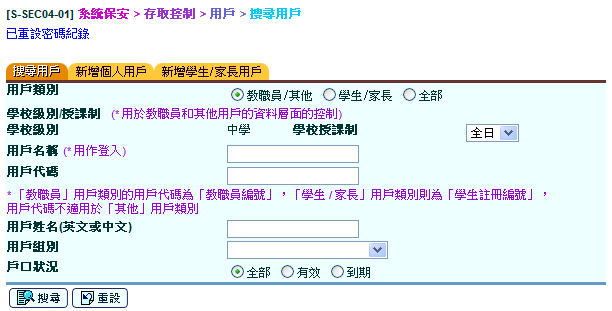 [S-SEC04-01] 系統保安 > 存取控制 > 用戶 > 搜尋用戶
已重設密碼紀錄
搜尋用戶 新增個人用戶 新增學生/家長用戶
用戶類別 教職員/其他 學生/家長 全部
學校級別/授課制 (*用於教職員和其他用戶的資料層面的控制)
學校級別 中學 學校授課制 全日
用戶名稱 (*用作登入)
用戶代碼
*「教職員」用戶類別的用戶代碼為「教職員編號」,「學生/家長」用戶類別則為「學生註冊編號」,
用戶代碼不適用於「其他」用戶類別
用戶姓名(英文或中文)
用戶組別
戶口狀況 全部 有效 到期
搜尋 重設